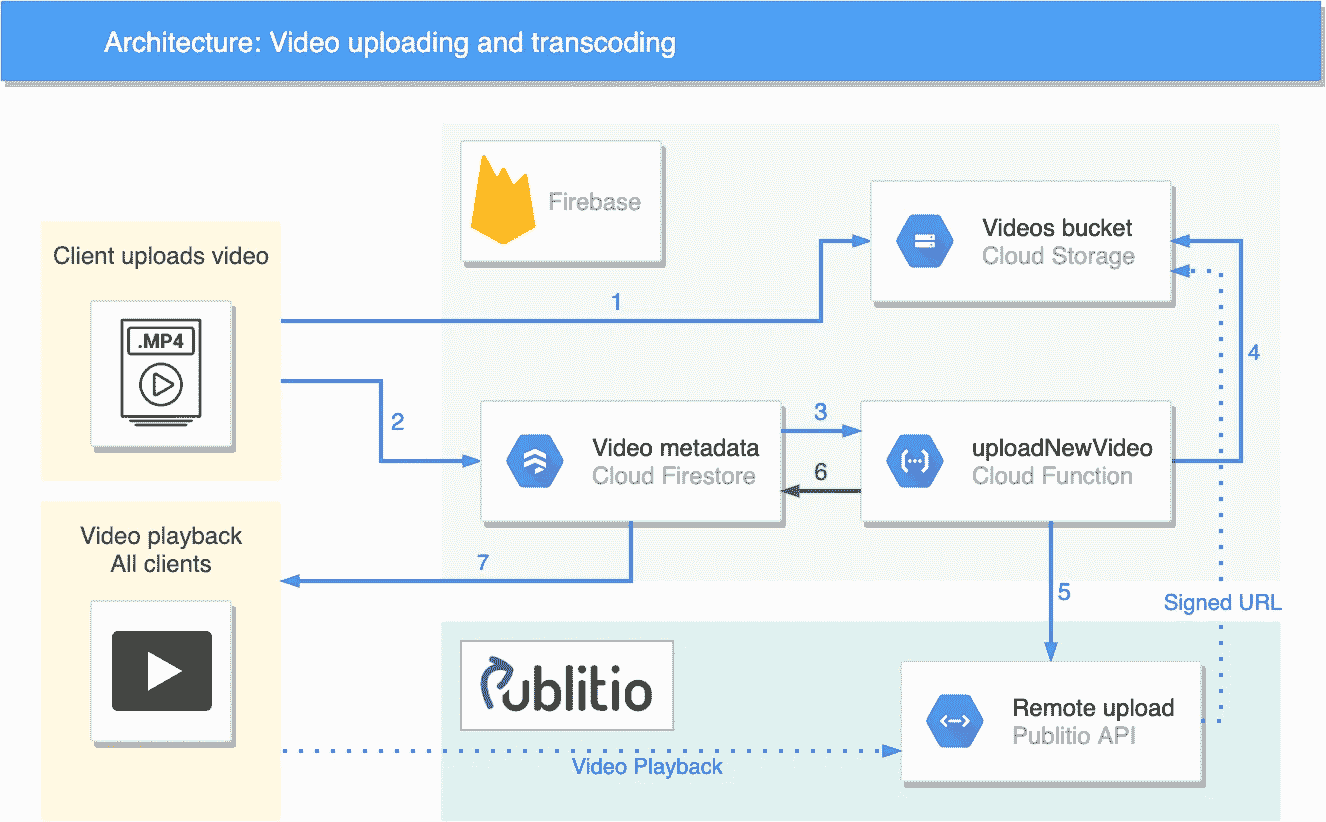 Architecture: Video uploading and transcoding
Firebase
Videos bucket
Cloud Storage
Client uploads video
.MP4
1
2
3
4
Video metadata
Cloud Firestore
6
uploadNewVideo
Cloud Function
Video playback
All clients
7
5
Signed URL
Publitio
Remote upload
Publitio API
Video Playback